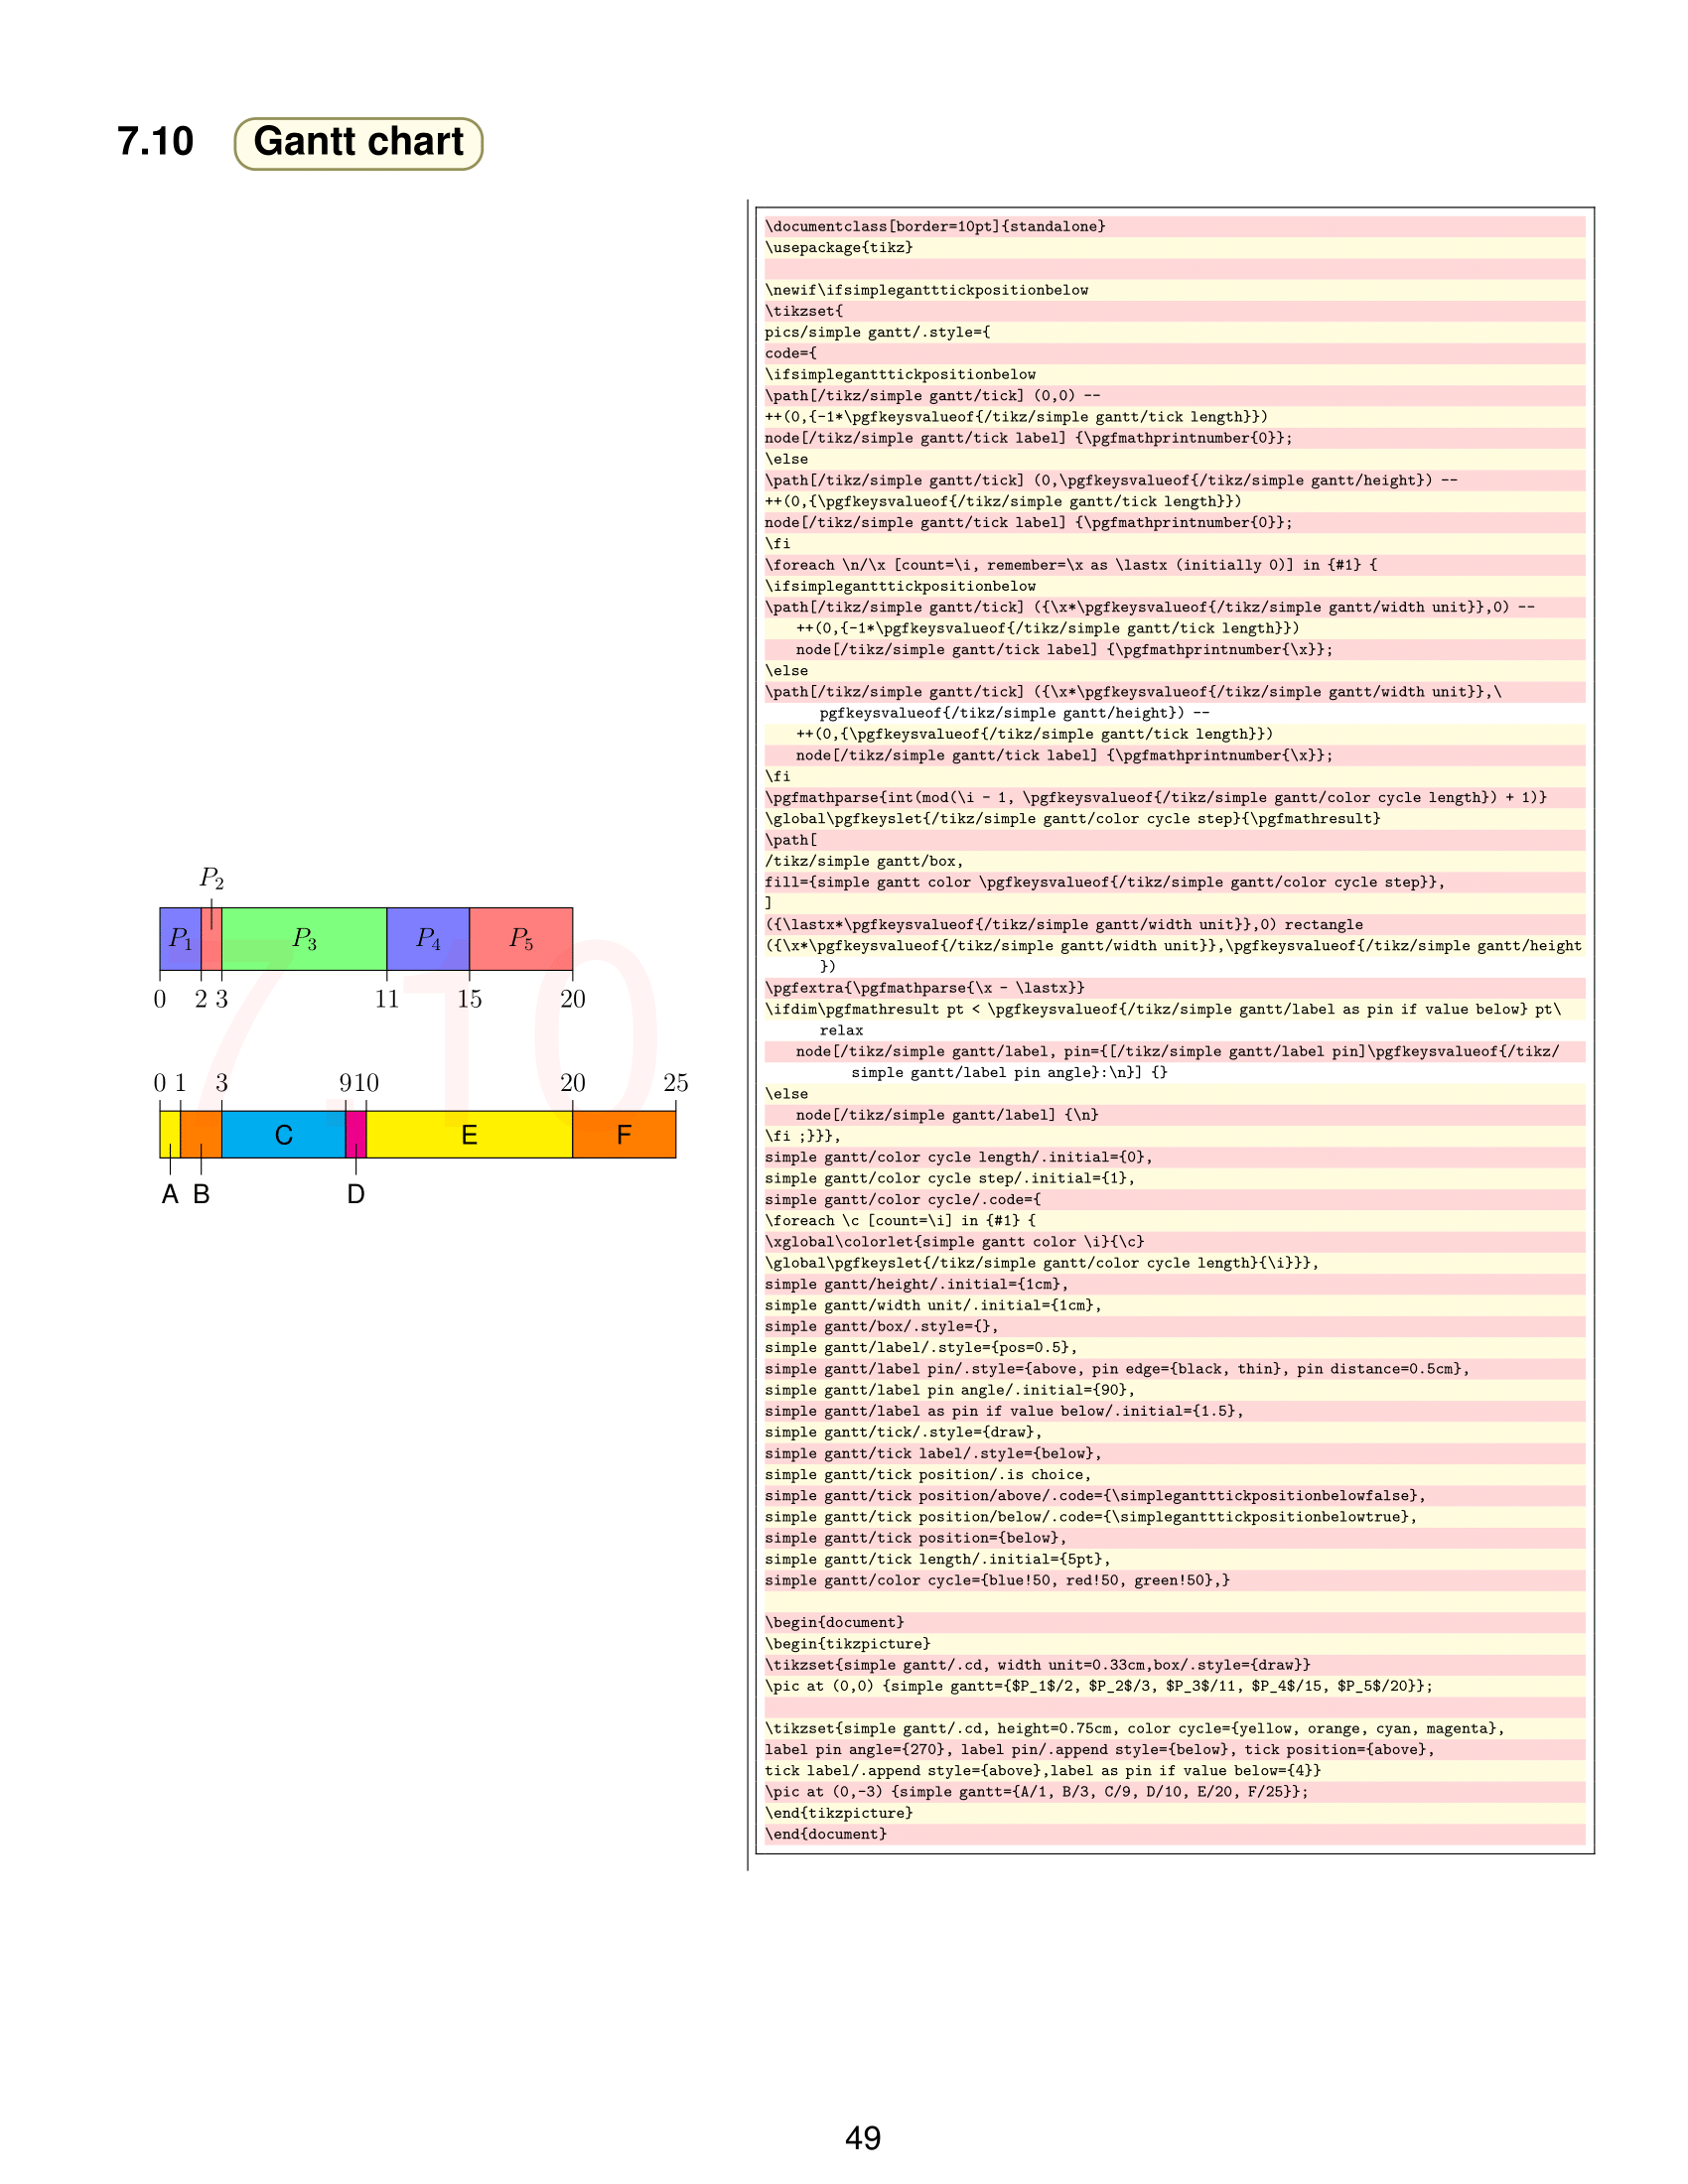 7.10 Gantt chart
P_2
P_1 P_3 P_4 P_5
0 2 3 11 15 20
7.10
0 1 3 9 10 20 25
C E F
A B D
\documentclass[border=10pt]{standalone}
\usepackage{tikz}
\newif\ifsimplegantttickpositionbelow
\tikzset{
pics/simple gantt/.style={
code={
\ifsimplegantttickpositionbelow
\path[/tikz/simple gantt/tick] (0,0) --
++(0,{-1*\pgfkeysvalueof{/tikz/simple gantt/tick length}})
node[/tikz/simple gantt/tick label] {\pgfmathprintnumber{0}};
\else
\path[/tikz/simple gantt/tick] (0,\pgfkeysvalueof{/tikz/simple gantt/height}) --
++(0,{\pgfkeysvalueof{/tikz/simple gantt/tick length}})
node[/tikz/simple gantt/tick label] {\pgfmathprintnumber{0}};
\fi
\foreach \n/\x [count=\i, remember=\x as \lastx (initially 0)] in {#1} {
\ifsimplegantttickpositionbelow
\path[/tikz/simple gantt/tick] ({\x*\pgfkeysvalueof{/tikz/simple gantt/width unit}},0) --
++(0,{-1*\pgfkeysvalueof{/tikz/simple gantt/tick length}})
node[/tikz/simple gantt/tick label] {\pgfmathprintnumber{\x}};
\else
\path[/tikz/simple gantt/tick] ({\x*\pgfkeysvalueof{/tikz/simple gantt/width unit}},\
pgfkeysvalueof{/tikz/simple gantt/height}) --
++(0,{\pgfkeysvalueof{/tikz/simple gantt/tick length}})
node[/tikz/simple gantt/tick label] {\pgfmathprintnumber{\x}};
\fi
\pgfmathparse{int(mod(\i - 1, \pgfkeysvalueof{/tikz/simple gantt/color cycle length}) + 1)}
\global\pgfkeyslet{/tikz/simple gantt/color cycle step}{\pgfmathresult}
\path[
/tikz/simple gantt/box,
fill={simple gantt color \pgfkeysvalueof{/tikz/simple gantt/color cycle step}},
]
({\lastx*\pgfkeysvalueof{/tikz/simple gantt/width unit}},0) rectangle
({\x*\pgfkeysvalueof{/tikz/simple gantt/width unit}},\pgfkeysvalueof{/tikz/simple gantt/height
})
\pgfextra{\pgfmathparse{\x - \lastx}}
\ifdim\pgfmathresult pt < \pgfkeysvalueof{/tikz/simple gantt/label as pin if value below} pt\
relax
node[/tikz/simple gantt/label, pin={[/tikz/simple gantt/label pin]\pgfkeysvalueof{/tikz/
simple gantt/label pin angle}:\n}] {}
\else
node[/tikz/simple gantt/label] {\n}
\fi ;}}},
simple gantt/color cycle length/.initial={0},
simple gantt/color cycle step/.initial={1},
simple gantt/color cycle/.code={
\foreach \c [count=\i] in {#1} {
\xglobal\colorlet{simple gantt color \i}{\c}
\global\pgfkeyslet{/tikz/simple gantt/color cycle length}{\i}}},
simple gantt/height/.initial={1cm},
simple gantt/width unit/.initial={1cm},
simple gantt/box/.style={},
simple gantt/label/.style={pos=0.5},
simple gantt/label pin/.style={above, pin edge={black, thin}, pin distance=0.5cm},
simple gantt/label pin angle/.initial={90},
simple gantt/label as pin if value below/.initial={1.5},
simple gantt/tick/.style={draw},
simple gantt/tick label/.style={below},
simple gantt/tick position/.is choice,
simple gantt/tick position/above/.code={\simplegantttickpositionbelowfalse},
simple gantt/tick position/below/.code={\simplegantttickpositionbelowtrue},
simple gantt/tick position={below},
simple gantt/tick length/.initial={5pt},
simple gantt/color cycle={blue!50, red!50, green!50},}
\begin{document}
\begin{tikzpicture}
\tikzset{simple gantt/.cd, width unit=0.33cm,box/.style={draw}}
\pic at (0,0) {simple gantt={$P_1$/2, $P_2$/3, $P_3$/11, $P_4$/15, $P_5$/20}};
\tikzset{simple gantt/.cd, height=0.75cm, color cycle={yellow, orange, cyan, magenta},
label pin angle={270}, label pin/.append style={below}, tick position={above},
tick label/.append style={above},label as pin if value below={4}}
\pic at (0,-3) {simple gantt={A/1, B/3, C/9, D/10, E/20, F/25}};
\end{tikzpicture}
\end{document}
49